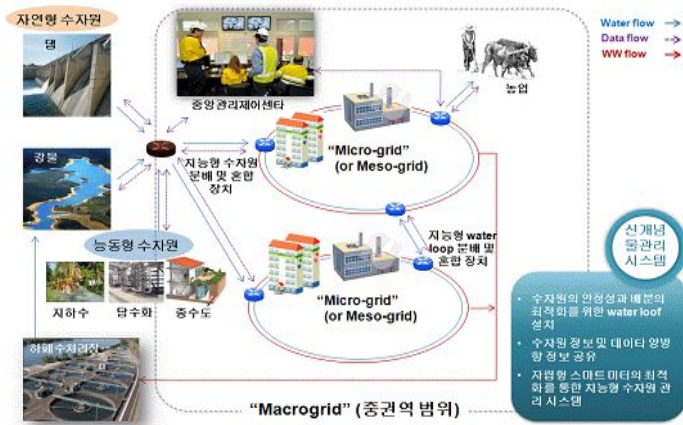 자연형 수자원
댐
강물
능동형 수자원
지하수
담수화
중수도
하폐수처리장
중앙관리제어센타
지능형 수자원
분배 및 혼합
장치
"Micro-grid"
(or Meso-grid)
농업
Water flow
Data flow
WW flow
지능형 water
loop 분배 및
혼합 장치
"Micro-grid"
(or Meso-grid)
"Macrogrid" (중권역 범위)
신개념
물관리
시스템
• 수자원의 안정성과 배분의
최적화를 위한 water loof
설치
• 수자원 정보 및 데이타 양방
향 정보 공유
• 자립형 스마트 미터의 최적
화를 통한 지능형 수자원 관
리 시스템